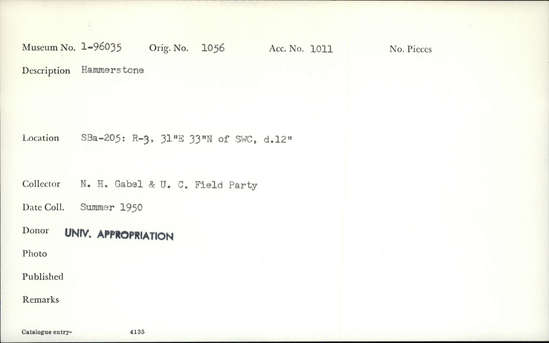 Museum No. 1-96035 Orig. No. 1056 Acc. No. 1011 No. Pieces
Description Hammerstone
Location SBa-205: R-3, 31"E 33"N of SWC, d.12"
Collector N. H. Gabel & U. C. Field Party
Date Coll. Summer 1950
Donor UNIV. APPROPRIATION
Photo
Published
Remarks
Catalogue entry- 4135